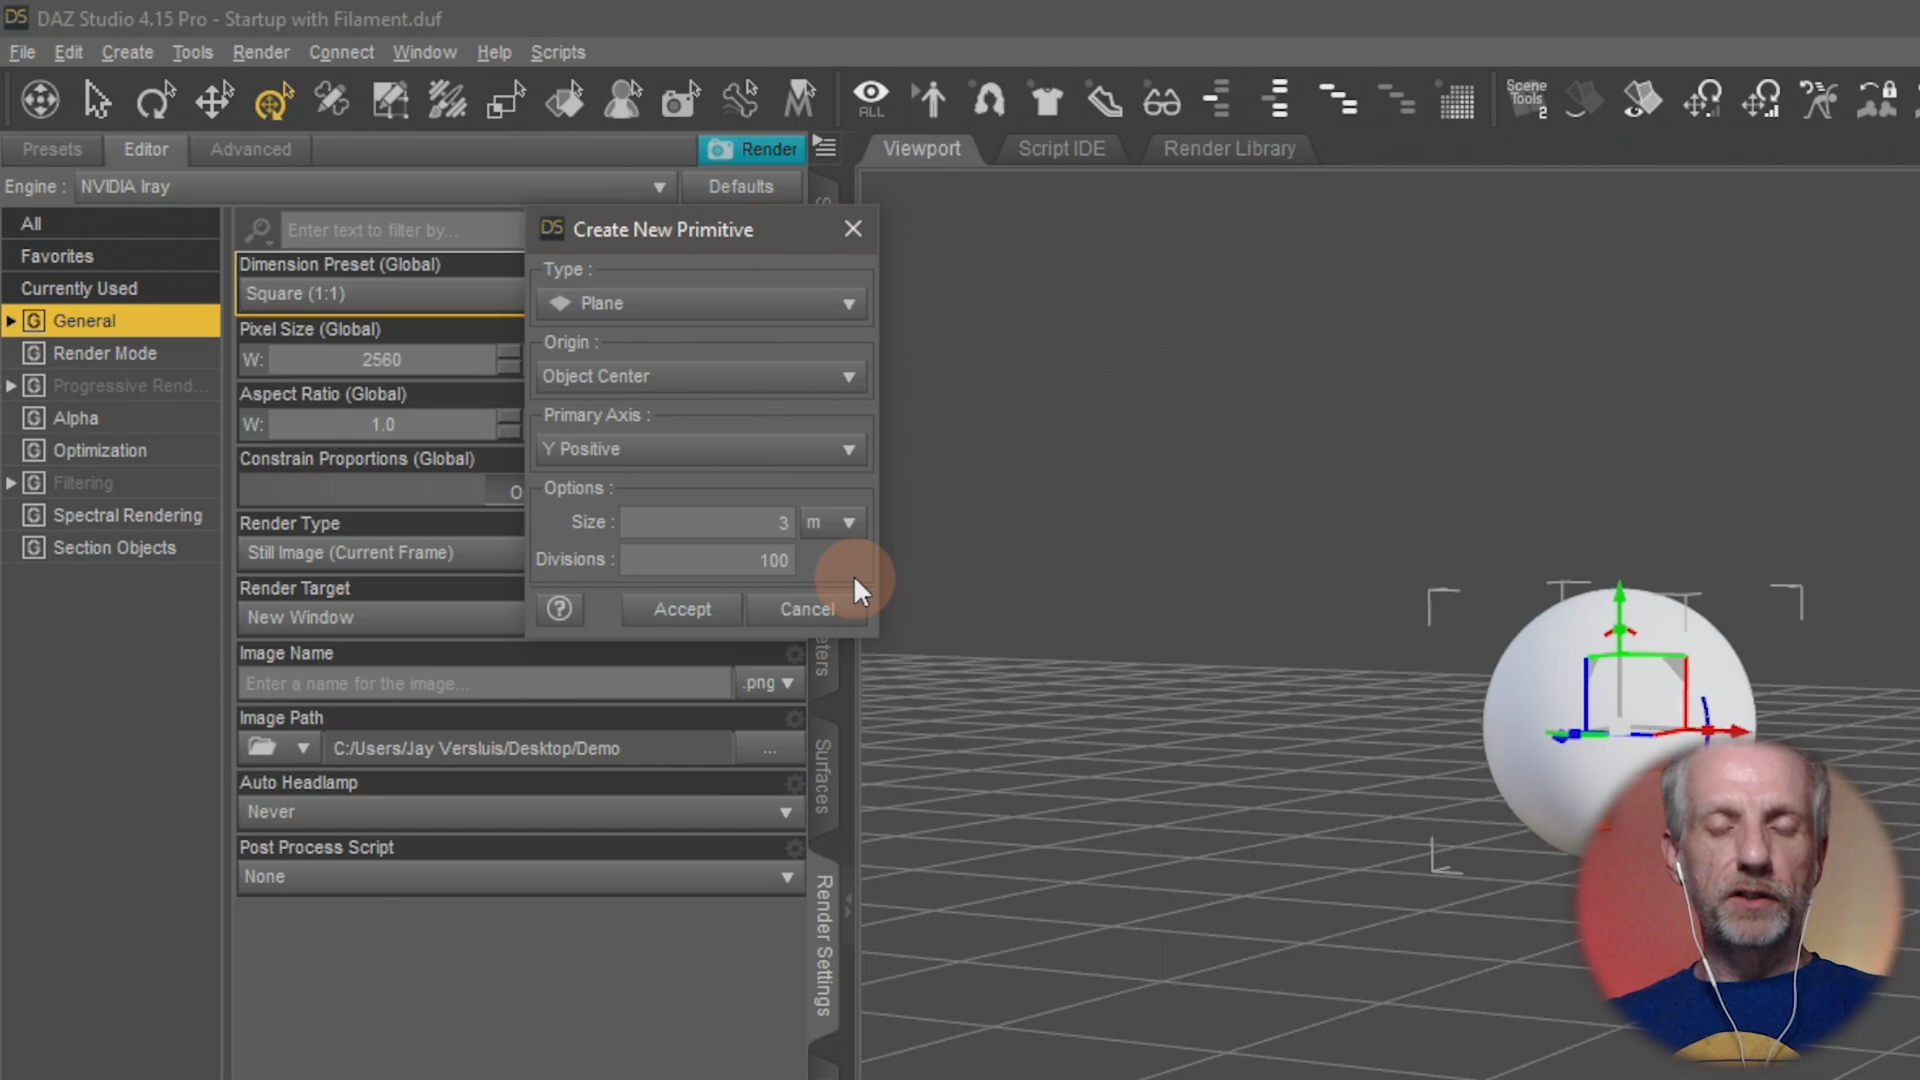 DS DAZ Studio 4.15 Pro - Startup with Filament.duf
File Edit Create Tools Render Connect Window Help Scripts
ALL
Scene
Tools
2
Presets Editor Advanced Render
Viewport Script IDE Render Library
Engine : NVIDIA Iray Defaults
All
Favorites
Currently Used
G General
G Render Mode
G Progressive Rend...
G Alpha
G Optimization
G Filtering
G Spectral Rendering
G Section Objects
Enter text to filter by...
Dimension Preset (Global)
Square (1:1)
Pixel Size (Global)
W: 2560
Aspect Ratio (Global)
W: 1.0
Constrain Proportions (Global)
O
Render Type
Still Image (Current Frame)
Render Target
New Window
Image Name
Enter a name for the image... .png
Image Path
C:/Users/Jay Versluis/Desktop/Demo ...
Auto Headlamp
Never
Post Process Script
None
DS Create New Primitive
Type :
Plane
Origin :
Object Center
Primary Axis :
Y Positive
Options :
Size : 3 m
Divisions : 100
? Accept Cancel
Surfaces
Render Settings